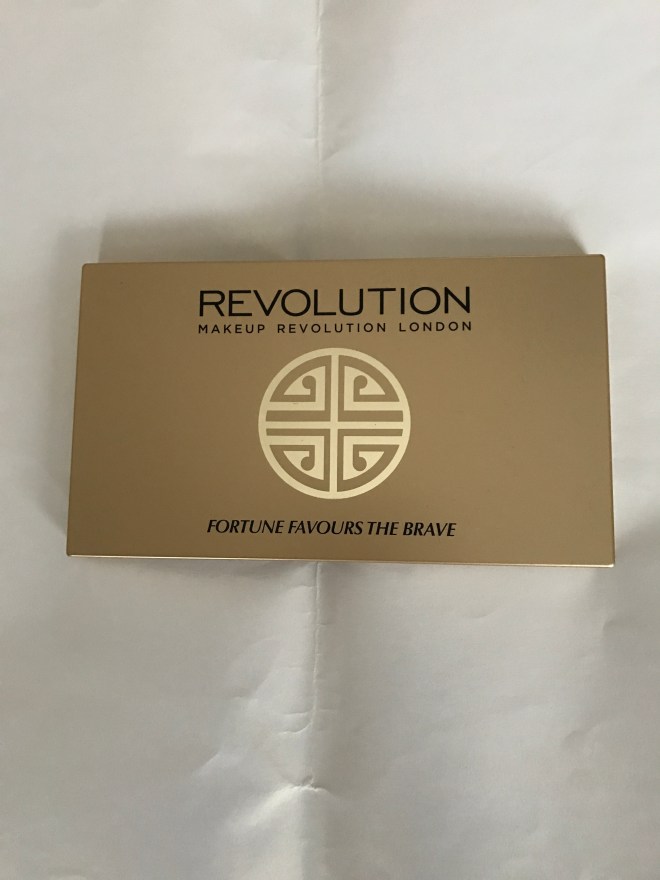 REVOLUTION
MAKEUP REVOLUTION LONDON
FORTUNE FAVOURS THE BRAVE